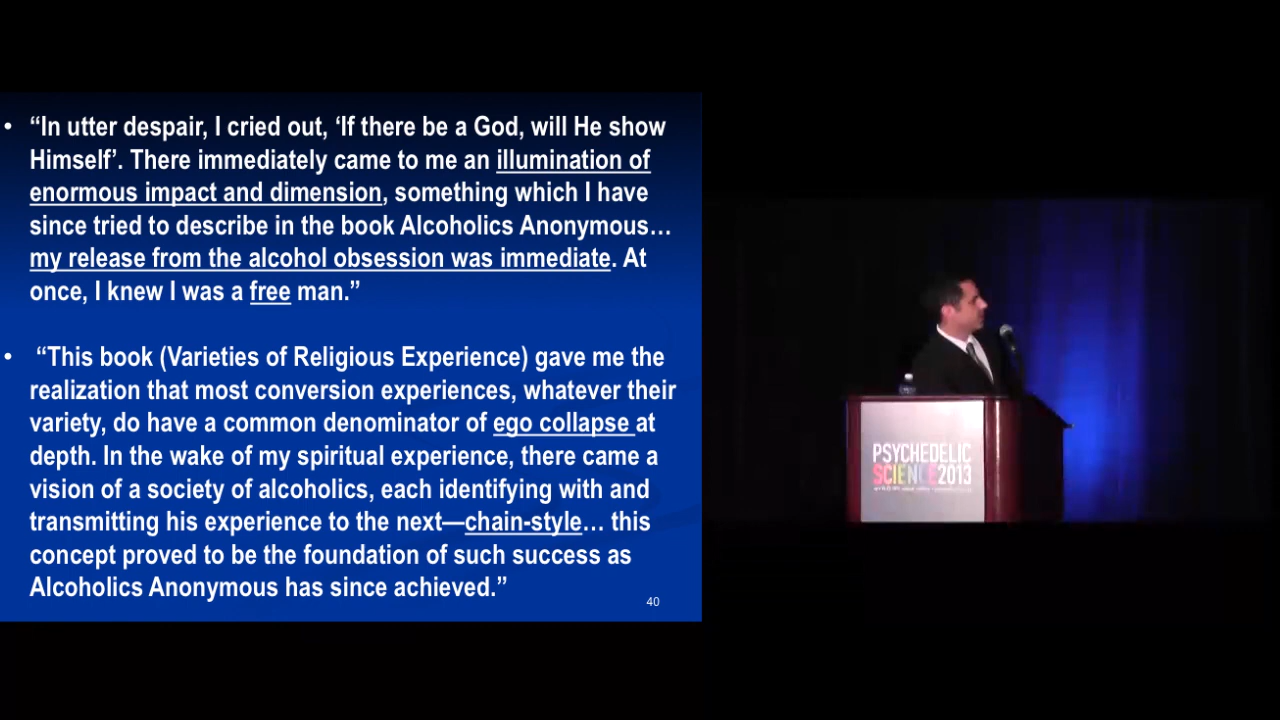 • “In utter despair, I cried out, ‘If there be a God, will He show
Himself’. There immediately came to me an illumination of
enormous impact and dimension, something which I have
since tried to describe in the book Alcoholics Anonymous…
my release from the alcohol obsession was immediate. At
once, I knew I was a free man.”
• “This book (Varieties of Religious Experience) gave me the
realization that most conversion experiences, whatever their
variety, do have a common denominator of ego collapse at
depth. In the wake of my spiritual experience, there came a
vision of a society of alcoholics, each identifying with and
transmitting his experience to the next—chain-style… this
concept proved to be the foundation of such success as
Alcoholics Anonymous has since achieved.”
40
PSYCHEDELIC
SCIENCE2013